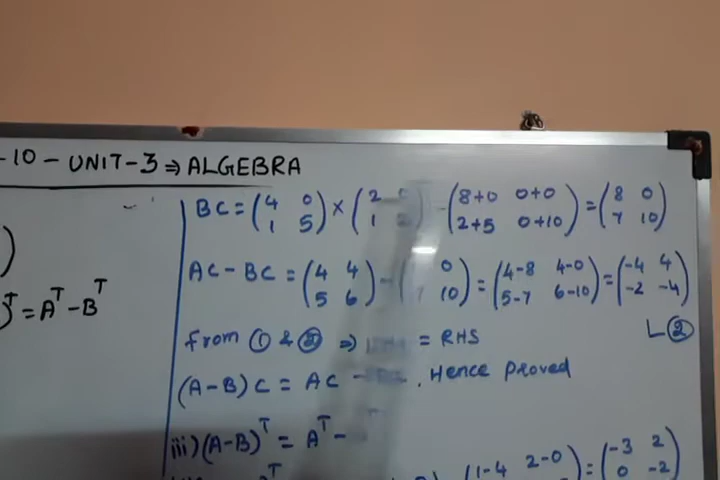 -10 - UNIT-3 ⇒ ALGEBRA
)
)ᵀ = Aᵀ - Bᵀ
BC = (4 0 / 1 5) × (2 / 1 ) (8+0 0+0 / 2+5 0+10) = (8 0 / 7 10)
AC - BC = (4 4 / 5 6) - ( 0 / 10) = (4-8 4-0 / 5-7 6-10) = (-4 4 / -2 -4)
L②
from ① & ② ⇒ = RHS
(A-B) C = AC - . Hence proved
iii) (A-B)ᵀ = Aᵀ -
(1-4 2-0 = (-3 2 / 0 -2)